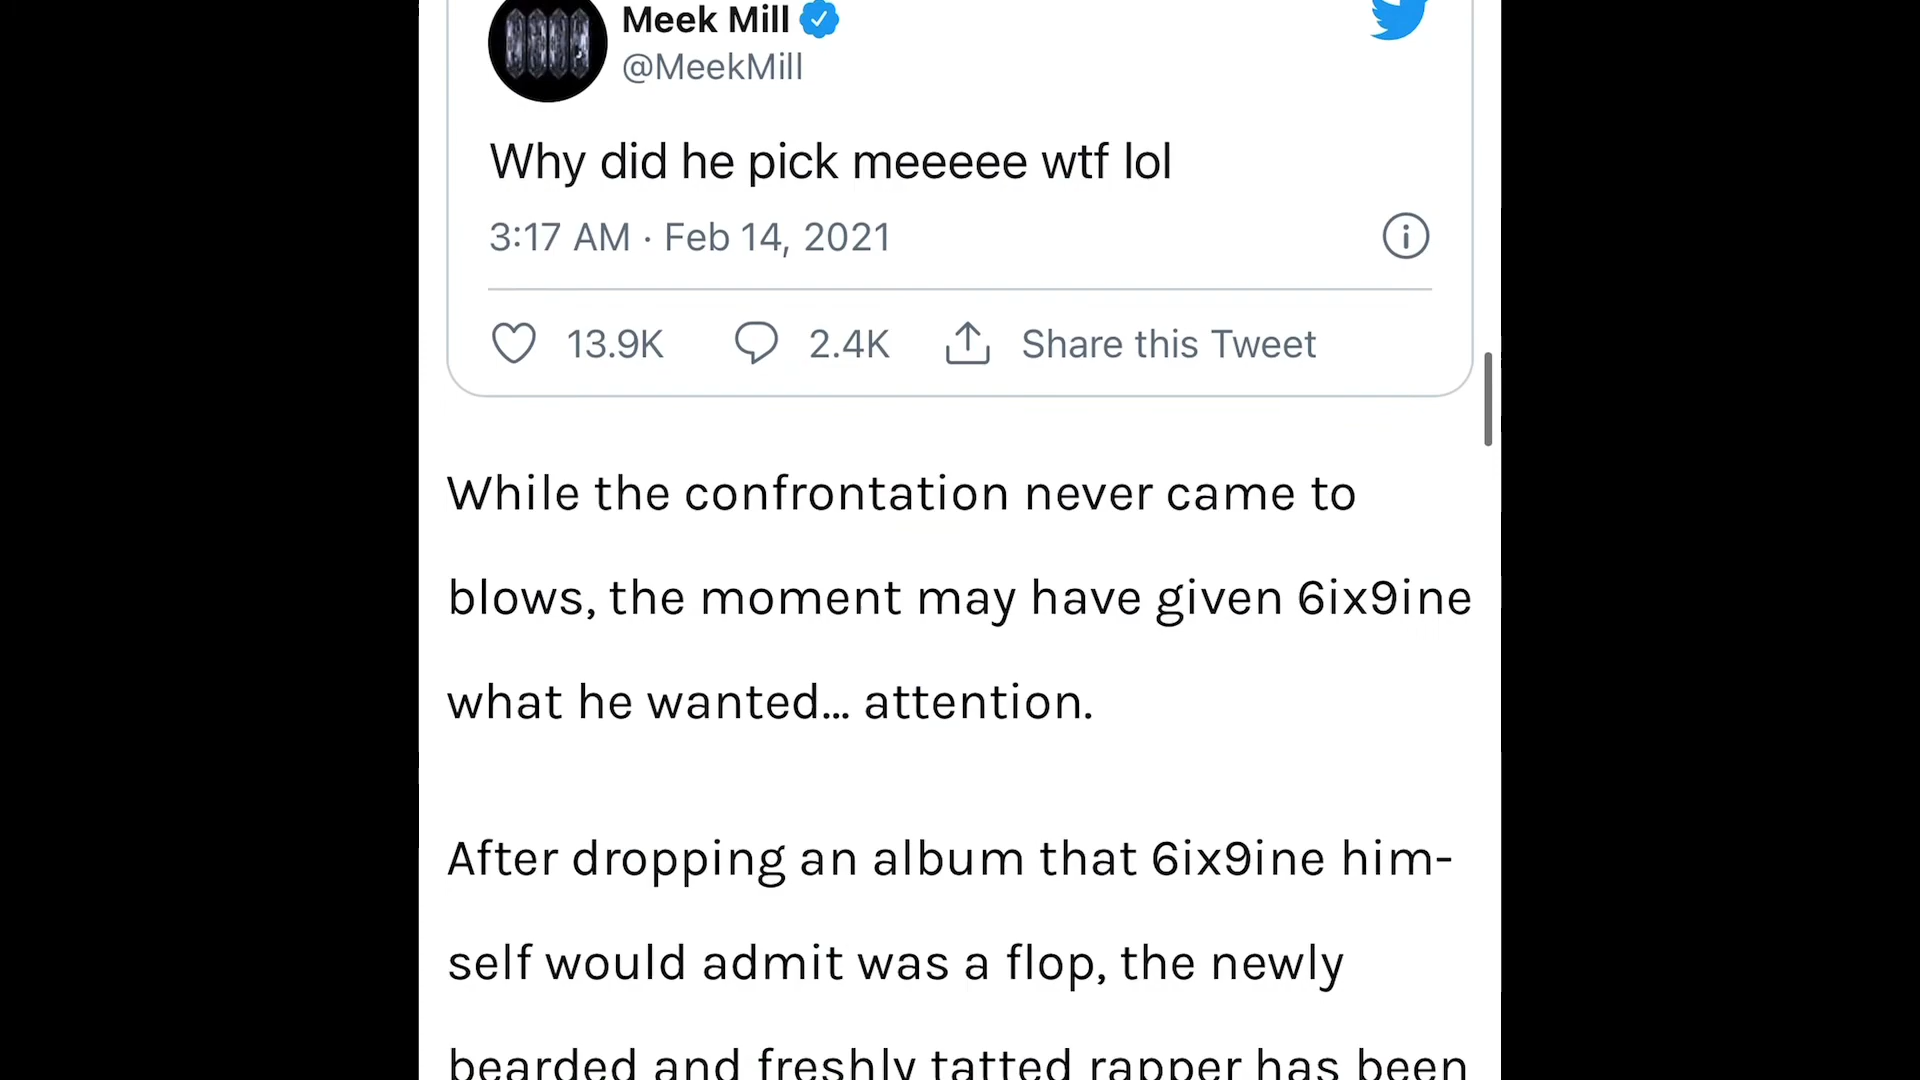 Meek Mill
@MeekMill
Why did he pick meeeee wtf lol
3:17 AM · Feb 14, 2021
13.9K 2.4K Share this Tweet
While the confrontation never came to
blows, the moment may have given 6ix9ine
what he wanted... attention.
After dropping an album that 6ix9ine him-
self would admit was a flop, the newly
bearded and freshly tatted rapper has been